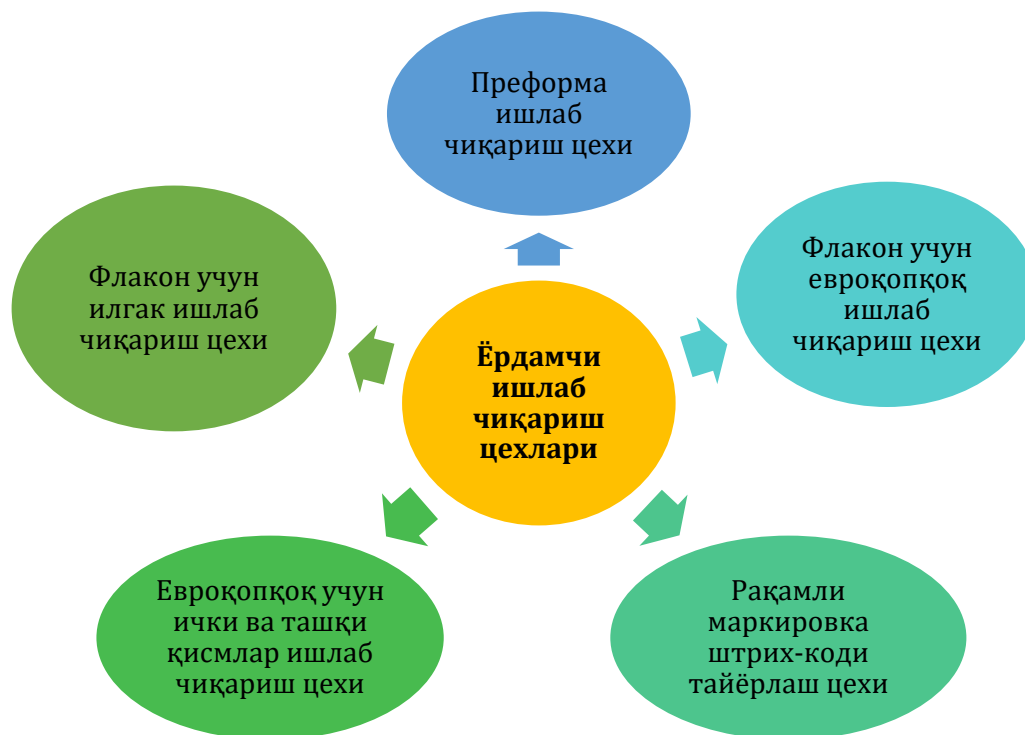 Преформа
ишлаб
чиқариш цехи
Флакон учун
евроқопқоқ
ишлаб
чиқариш цехи
Рақамли
маркировка
штрих-коди
тайёрлаш цехи
Евроқопқоқ учун
ички ва ташқи
қисмлар ишлаб
чиқариш цехи
Флакон учун
илгак ишлаб
чиқариш цехи
Ёрдамчи
ишлаб
чиқариш
цехлари